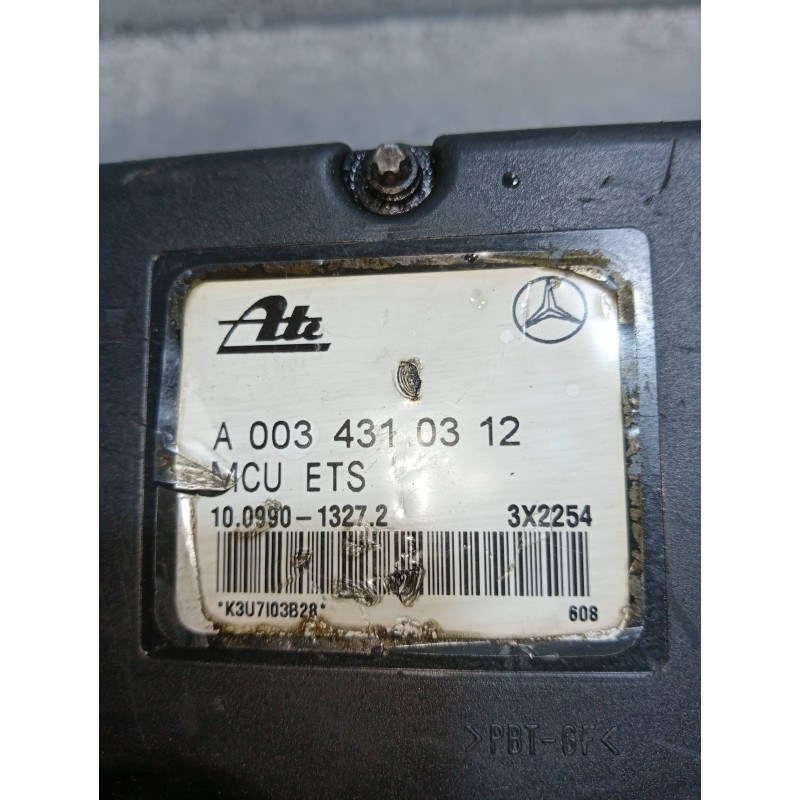 Ate
A 003 431 03 12
MCU ETS
10.0990-1327.2 3X2254
*K3U7I03B28* 608
>PBT-GF<